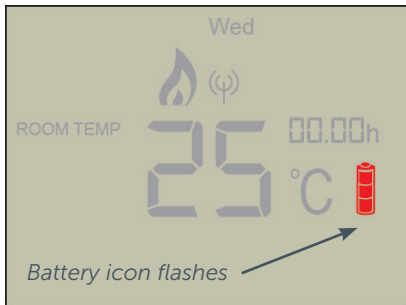 Wed
ROOM TEMP
25 °C
00.00h
Battery icon flashes